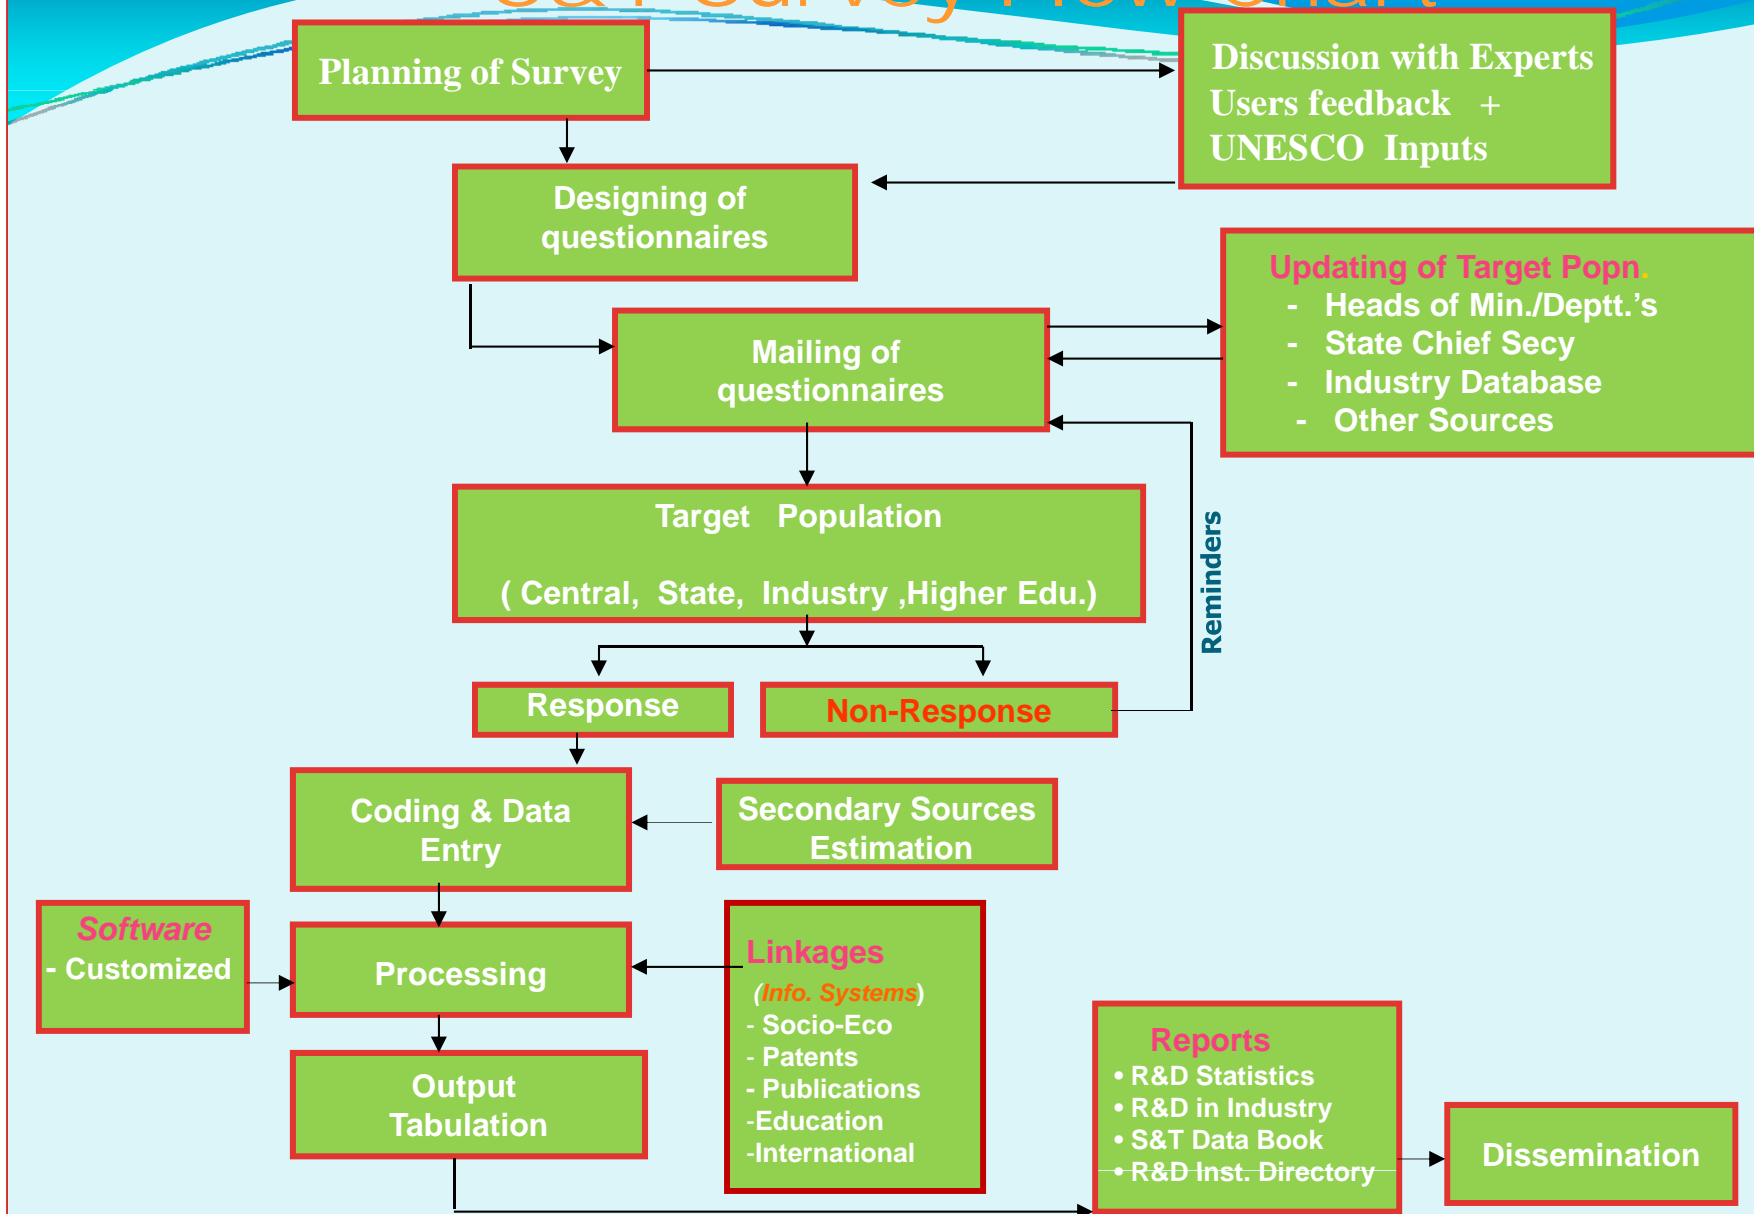 S&T Survey Flow Chart
Planning of Survey
Discussion with Experts
Users feedback +
UNESCO Inputs
Designing of
questionnaires
Updating of Target Popn.
- Heads of Min./Deptt.'s
- State Chief Secy
- Industry Database
- Other Sources
Mailing of
questionnaires
Target Population
( Central, State, Industry ,Higher Edu.)
Reminders
Response
Non-Response
Coding & Data
Entry
Secondary Sources
Estimation
Software
- Customized
Processing
Linkages
(Info. Systems)
- Socio-Eco
- Patents
- Publications
-Education
-International
Output
Tabulation
Reports
• R&D Statistics
• R&D in Industry
• S&T Data Book
• R&D Inst. Directory
Dissemination